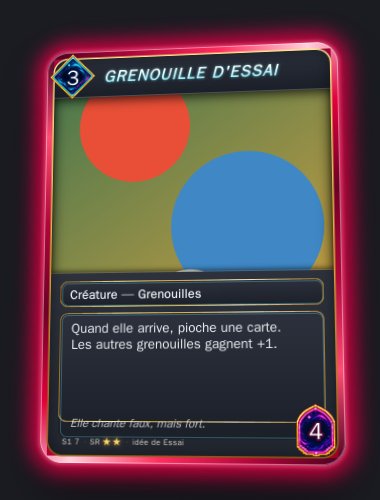 3
GRENOUILLE D'ESSAI
Créature — Grenouilles
Quand elle arrive, pioche une carte.
Les autres grenouilles gagnent +1.
Elle chante faux, mais fort.
S1 7 SR ★★ idée de Essai
4